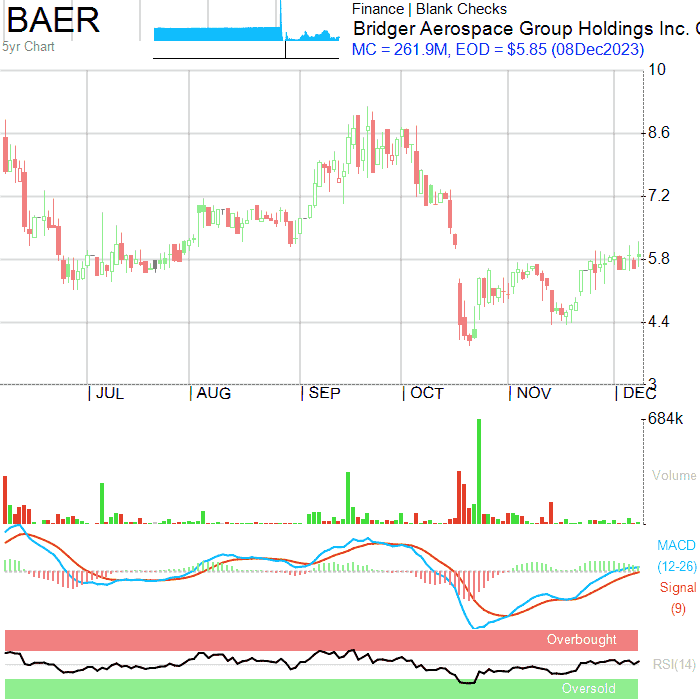 BAER
5yr Chart
Finance | Blank Checks
Bridger Aerospace Group Holdings Inc.
MC = 261.9M, EOD = $5.85 (08Dec2023)
10
8.6
7.2
5.8
4.4
3
JUL AUG SEP OCT NOV DEC
684k
Volume
MACD
(12-26)
Signal
(9)
Overbought
RSI(14)
Oversold